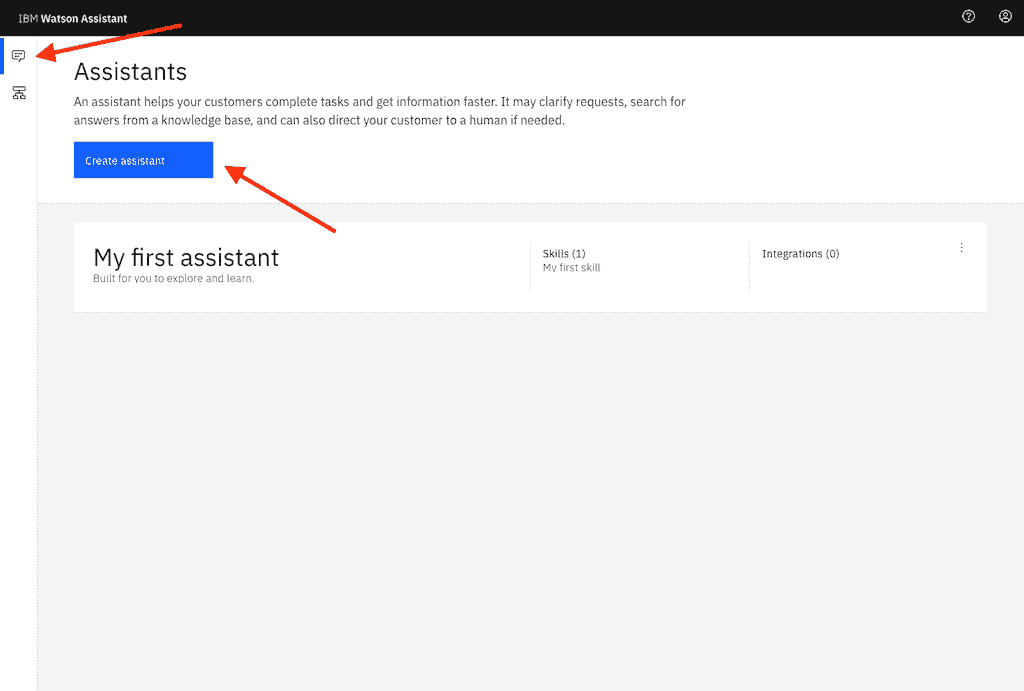 IBM Watson Assistant
Assistants
An assistant helps your customers complete tasks and get information faster. It may clarify requests, search for
answers from a knowledge base, and can also direct your customer to a human if needed.
Create assistant
My first assistant
Built for you to explore and learn.
Skills (1)
My first skill
Integrations (0)